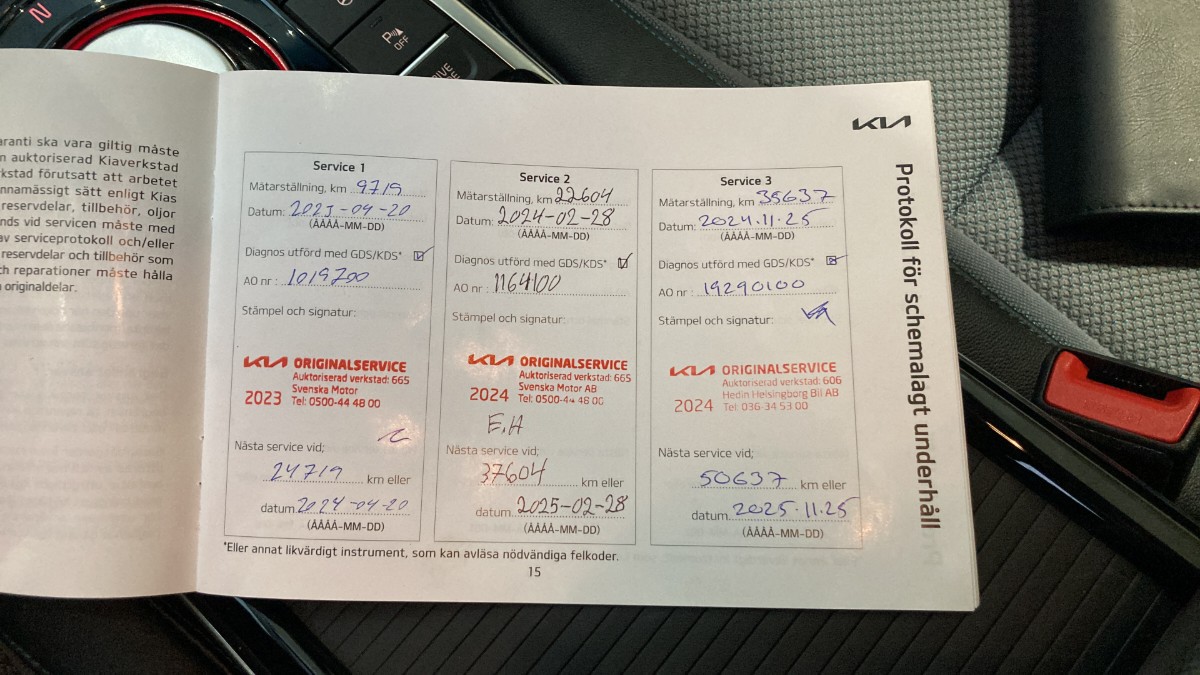 N
P OFF
DRIVE
aranti ska vara giltig måste
n auktoriserad Kiaverkstad
rkstad förutsatt att arbetet
nnamässigt sätt enligt Kias
reservdelar, tillbehör, oljor
nds vid servicen måste med
av serviceprotokoll och/eller
reservdelar och tillbehör som
ch reparationer måste hålla
originaldelar.
KIA
Protokoll för schemalagt underhåll
Service 1
Mätarställning, km 9719
Datum: 2023-04-20
(ÅÅÅÅ-MM-DD)
Diagnos utförd med GDS/KDS*
AO nr : 1019700
Stämpel och signatur:
KIA ORIGINALSERVICE
Auktoriserad verkstad: 665
Svenska Motor
2023 Tel: 0500-44 48 00
Nästa service vid;
24719 km eller
datum 2024-04-20
(ÅÅÅÅ-MM-DD)
Service 2
Mätarställning, km 22604
Datum: 2024-02-28
(ÅÅÅÅ-MM-DD)
Diagnos utförd med GDS/KDS*
AO nr : 1164100
Stämpel och signatur:
KIA ORIGINALSERVICE
Auktoriserad verkstad: 665
Svenska Motor AB
2024 Tel: 0500-44 48 00
E.H
Nästa service vid;
37604 km eller
datum 2025-02-28
(ÅÅÅÅ-MM-DD)
Service 3
Mätarställning, km 35637
Datum: 2024.11.25
(ÅÅÅÅ-MM-DD)
Diagnos utförd med GDS/KDS*
AO nr : 19290100
Stämpel och signatur:
KIA ORIGINALSERVICE
Auktoriserad verkstad: 606
Hedin Helsingborg Bil AB
2024 Tel: 036-34 53 00
Nästa service vid;
50637 km eller
datum 2025.11.25
(ÅÅÅÅ-MM-DD)
*Eller annat likvärdigt instrument, som kan avläsa nödvändiga felkoder.
15